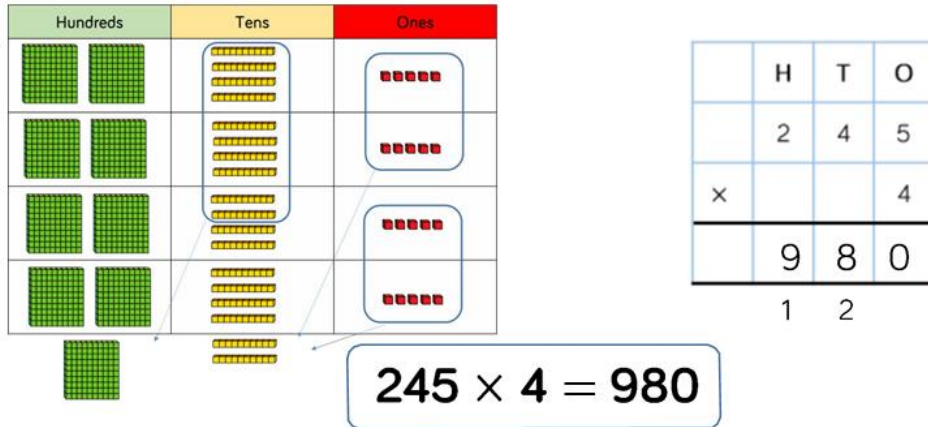 Hundreds Tens Ones
H T O
2 4 5
× 4
9 8 0
1 2
245 × 4 = 980